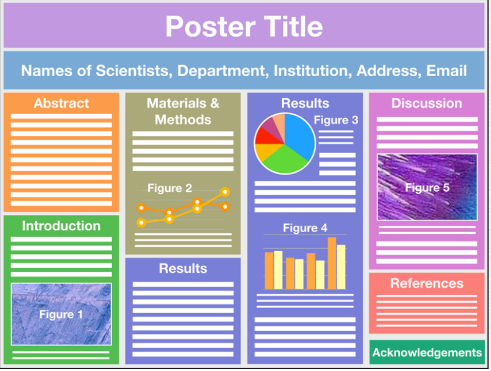 Poster Title
Names of Scientists, Department, Institution, Address, Email
Abstract
Introduction
Figure 1
Materials &
Methods
Figure 2
Results
Results
Figure 3
Figure 4
Discussion
Figure 5
References
Acknowledgements